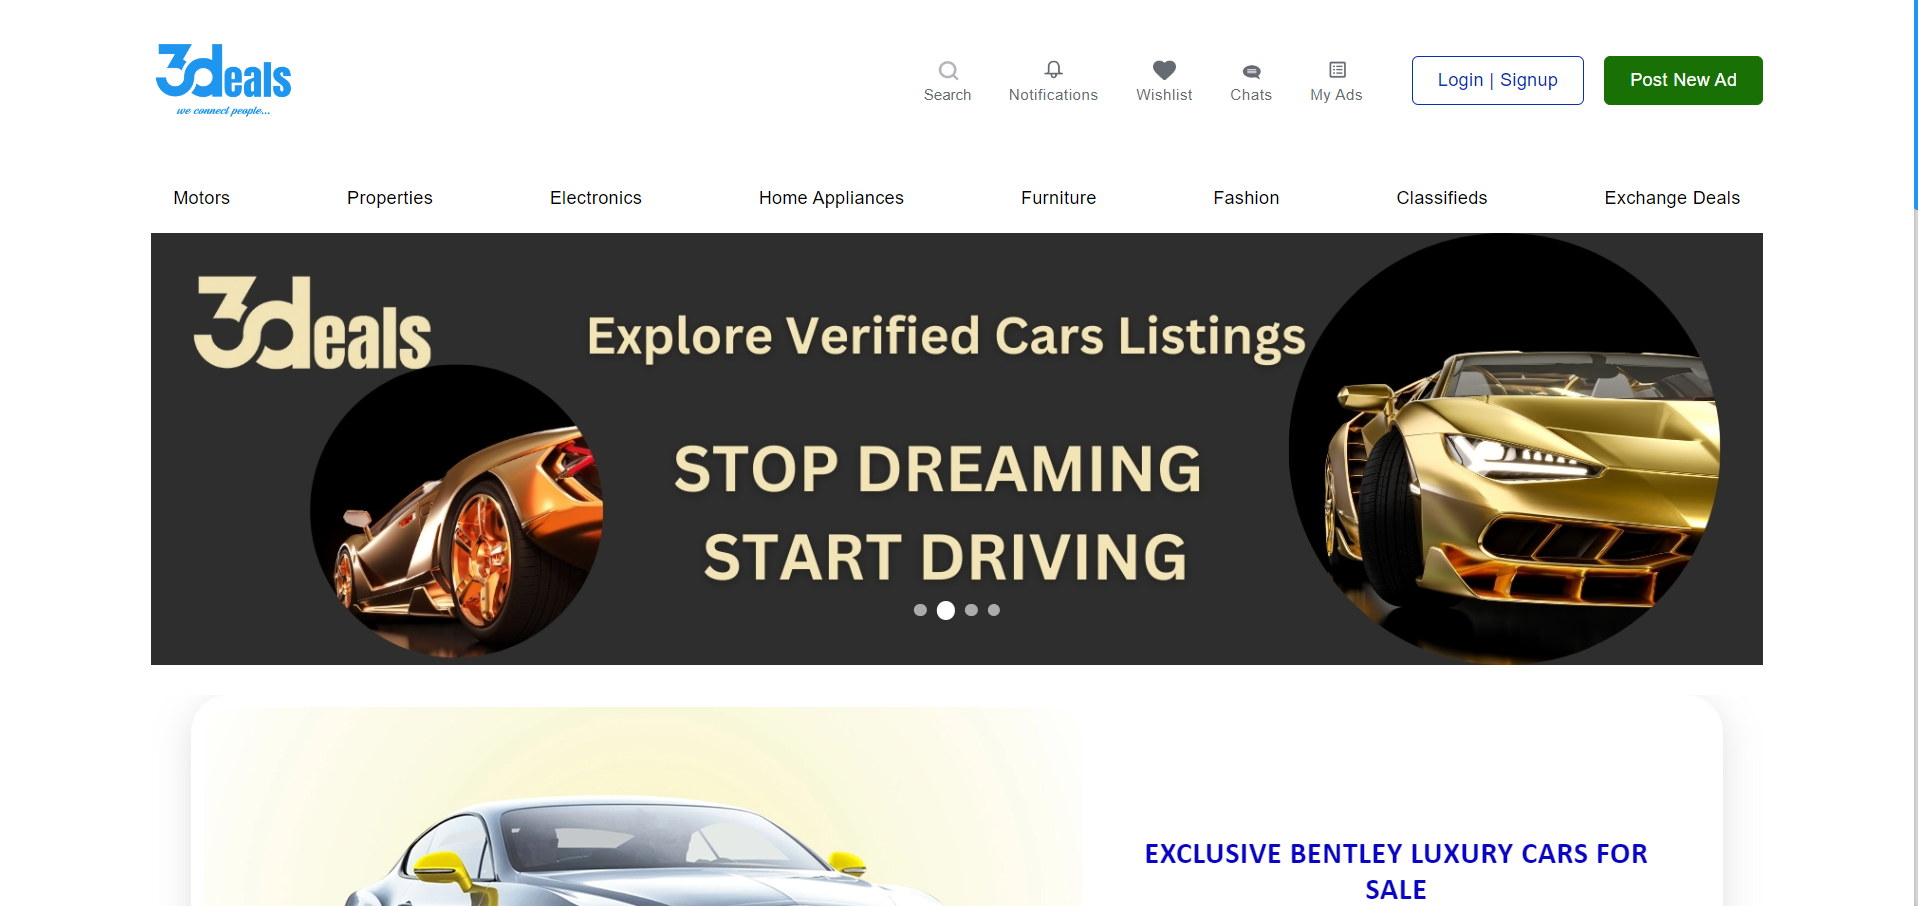 3deals
we connect people...
Search
Notifications
Wishlist
Chats
My Ads
Login | Signup
Post New Ad
Motors
Properties
Electronics
Home Appliances
Furniture
Fashion
Classifieds
Exchange Deals
3deals
Explore Verified Cars Listings
STOP DREAMING
START DRIVING
EXCLUSIVE BENTLEY LUXURY CARS FOR
SALE